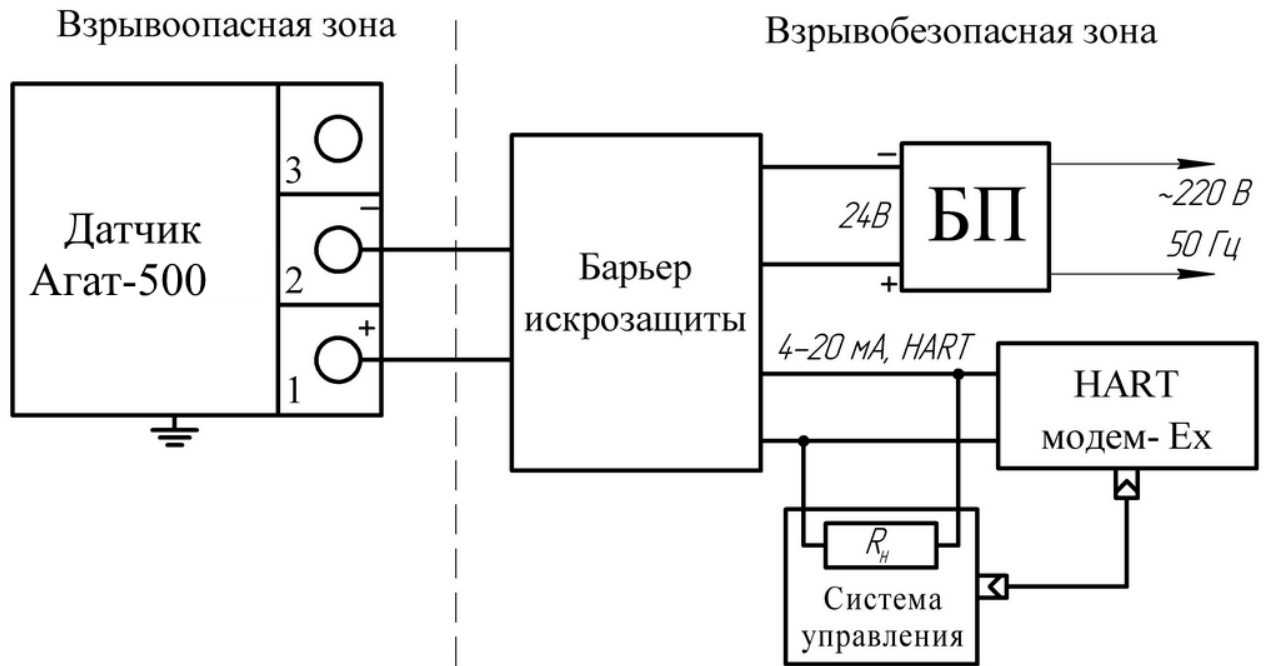 Взрывоопасная зона
Взрывобезопасная зона
Датчик
Агат-500
3
2
−
1
+
Барьер
искрозащиты
−
24В
+
БП
~220 В
50 Гц
4-20 мА, HART
HART
модем- Ex
Rн
Система
управления